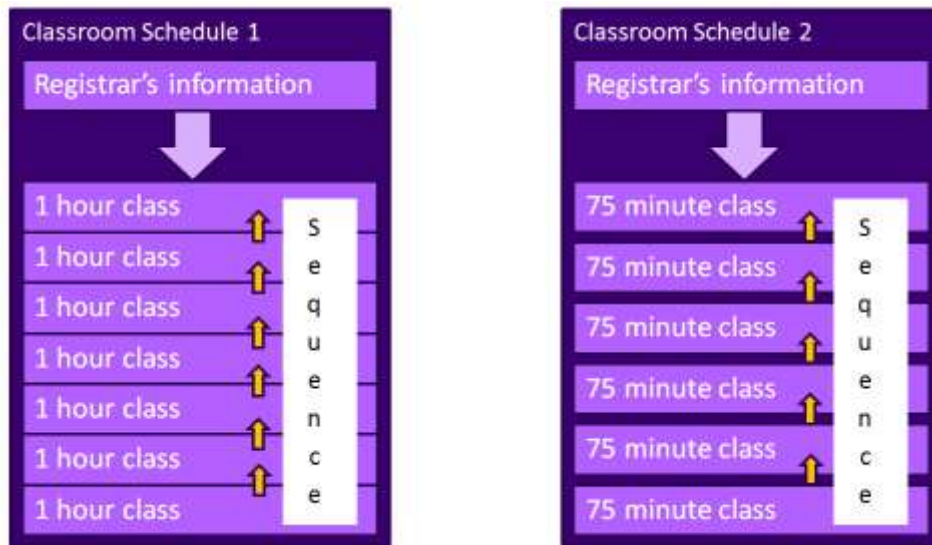 Classroom Schedule 1
Registrar's information
1 hour class
1 hour class
1 hour class
1 hour class
1 hour class
1 hour class
1 hour class
Sequence
Classroom Schedule 2
Registrar's information
75 minute class
75 minute class
75 minute class
75 minute class
75 minute class
75 minute class
Sequence